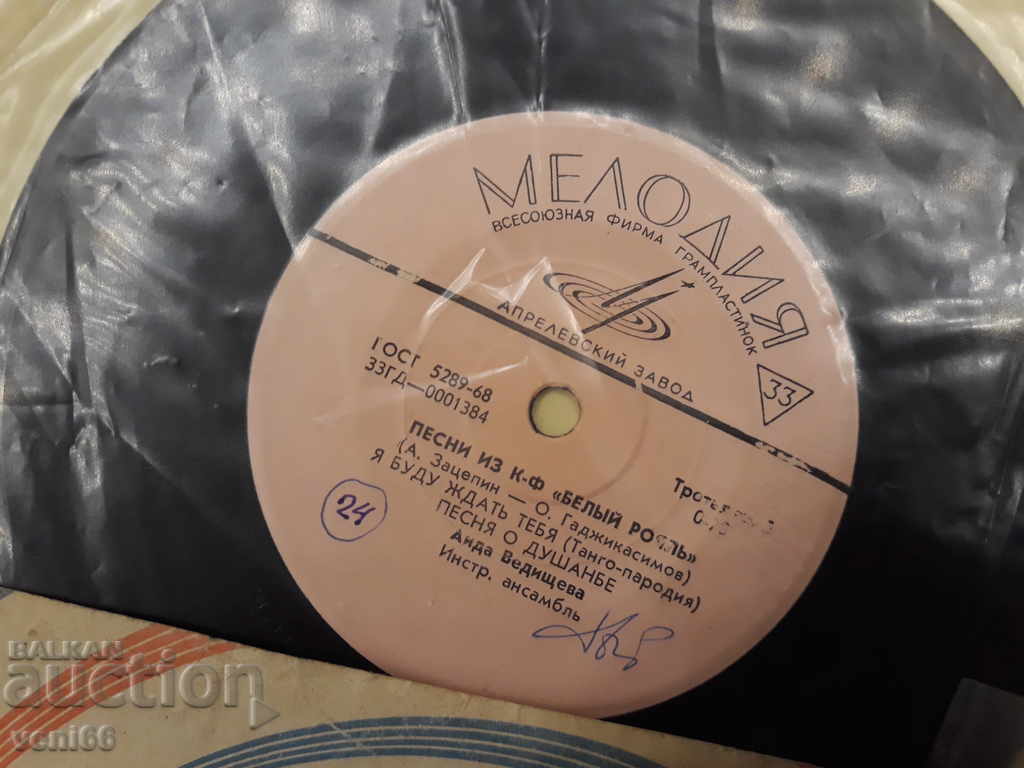 МЕЛОДИЯ
ВСЕСОЮЗНАЯ ФИРМА ГРАМПЛАСТИНОК
33
АПРЕЛЕВСКИЙ ЗАВОД
ГОСТ 5289-68
33ГД—0001384
ПЕСНИ ИЗ К-Ф «БЕЛЫЙ РОЯЛЬ»
(А. Зацепин — О. Гаджикасимов)
Я БУДУ ЖДАТЬ ТЕБЯ (Танго-пародия)
ПЕСНЯ О ДУШАНБЕ
Аида Ведищева
Инстр. ансамбль
24
BALKAN
auction
veni66